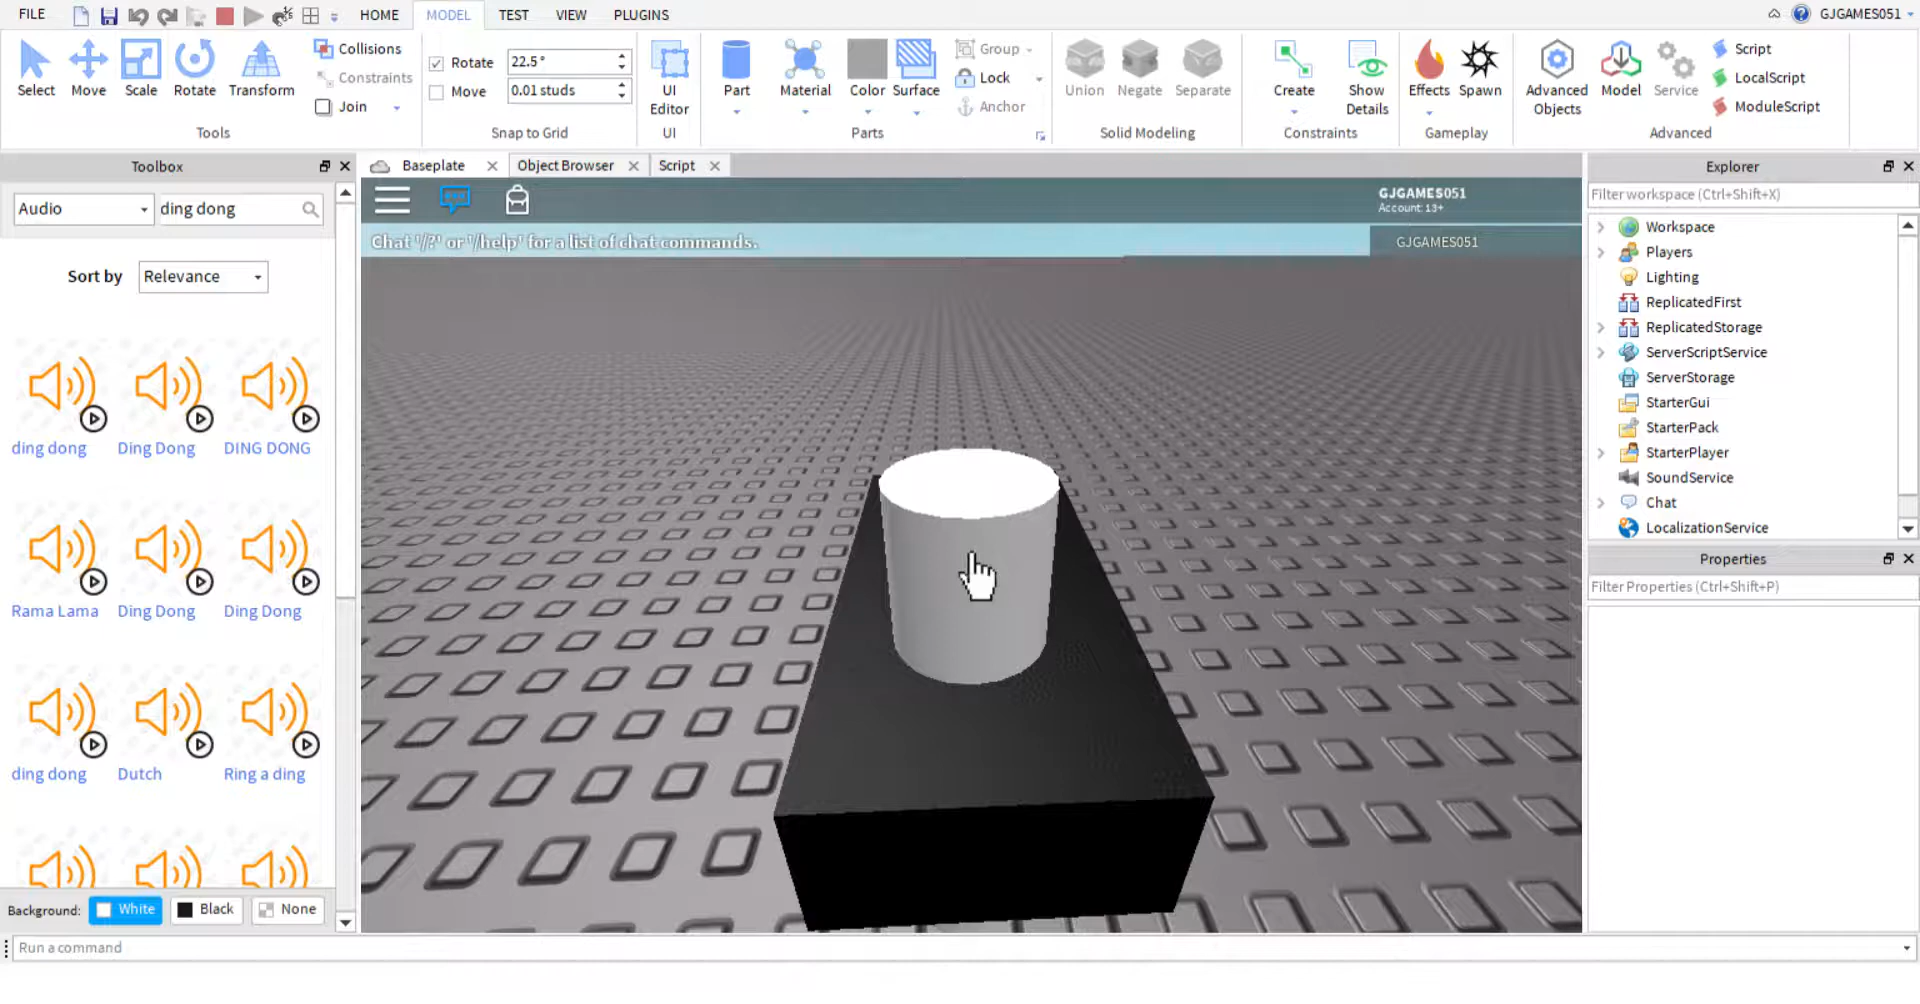 FILE HOME MODEL TEST VIEW PLUGINS GJGAMES051
Select Move Scale Rotate Transform
Collisions
Constraints
Join
Tools
Rotate 22.5°
Move 0.01 studs
Snap to Grid
UI Editor
UI
Part Material Color Surface
Group
Lock
Anchor
Parts
Union Negate Separate
Solid Modeling
Create Show Details
Constraints
Effects Spawn
Gameplay
Advanced Objects Model Service
Script
LocalScript
ModuleScript
Advanced
Toolbox
Audio ding dong
Sort by Relevance
ding dong Ding Dong DING DONG
Rama Lama Ding Dong Ding Dong
ding dong Dutch Ring a ding
Background: White Black None
Baseplate Object Browser Script
GJGAMES051
Account: 13+
Chat '/?' or '/help' for a list of chat commands.
GJGAMES051
Explorer
Filter workspace (Ctrl+Shift+X)
Workspace
Players
Lighting
ReplicatedFirst
ReplicatedStorage
ServerScriptService
ServerStorage
StarterGui
StarterPack
StarterPlayer
SoundService
Chat
LocalizationService
Properties
Filter Properties (Ctrl+Shift+P)
Run a command